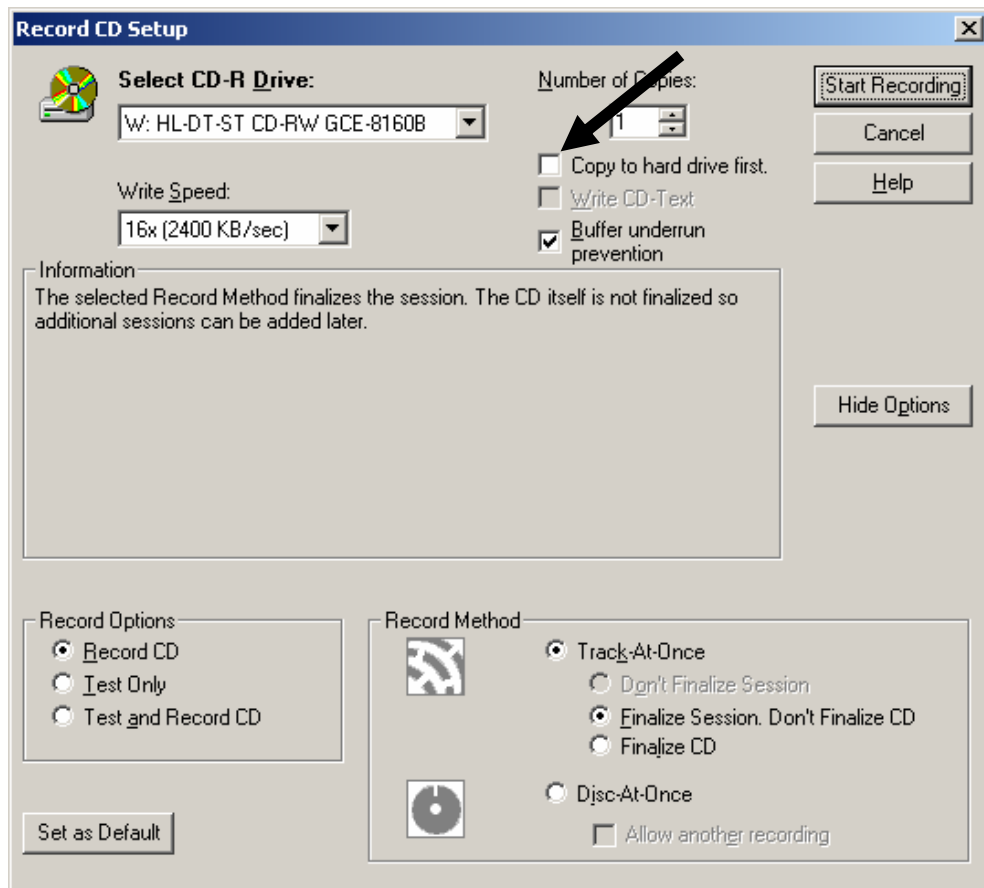 Record CD Setup
Select CD-R Drive:
W: HL-DT-ST CD-RW GCE-8160B
Write Speed:
16x (2400 KB/sec)
Number of Copies:
1
Copy to hard drive first.
Write CD-Text
Buffer underrun
prevention
Start Recording
Cancel
Help
Information
The selected Record Method finalizes the session. The CD itself is not finalized so
additional sessions can be added later.
Hide Options
Record Options
Record CD
Test Only
Test and Record CD
Set as Default
Record Method
Track-At-Once
Don't Finalize Session
Finalize Session. Don't Finalize CD
Finalize CD
Disc-At-Once
Allow another recording